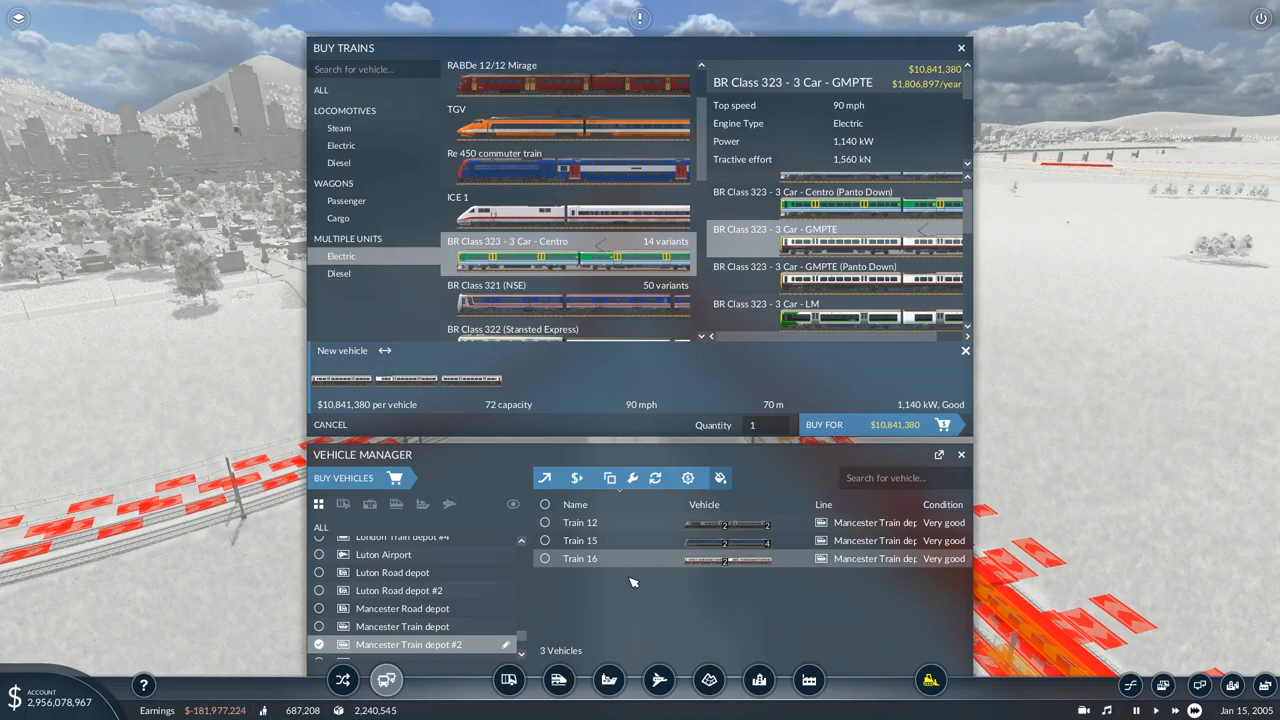 BUY TRAINS
Search for vehicle...
ALL
LOCOMOTIVES
Steam
Electric
Diesel
WAGONS
Passenger
Cargo
MULTIPLE UNITS
Electric
Diesel
RABDe 12/12 Mirage
TGV
Re 450 commuter train
ICE 1
BR Class 323 - 3 Car - Centro 14 variants
BR Class 321 (NSE) 50 variants
BR Class 322 (Stansted Express)
$10,841,380
BR Class 323 - 3 Car - GMPTE $1,806,897/year
Top speed 90 mph
Engine Type Electric
Power 1,140 kW
Tractive effort 1,560 kN
BR Class 323 - 3 Car - Centro (Panto Down)
BR Class 323 - 3 Car - GMPTE
BR Class 323 - 3 Car - GMPTE (Panto Down)
BR Class 323 - 3 Car - LM
New vehicle
$10,841,380 per vehicle 72 capacity 90 mph 70 m 1,140 kW, Good
CANCEL Quantity 1 BUY FOR $10,841,380
VEHICLE MANAGER
BUY VEHICLES Search for vehicle...
ALL
London Train depot #4
Luton Airport
Luton Road depot
Luton Road depot #2
Mancester Road depot
Mancester Train depot
Mancester Train depot #2
Name Vehicle Line Condition
Train 12 2 2 Mancester Train dep Very good
Train 15 2 4 Mancester Train dep Very good
Train 16 2 Mancester Train dep Very good
3 Vehicles
$ ACCOUNT
2,956,078,967
?
Earnings $-181,977,224 687,208 2,240,545
Jan 15, 2005